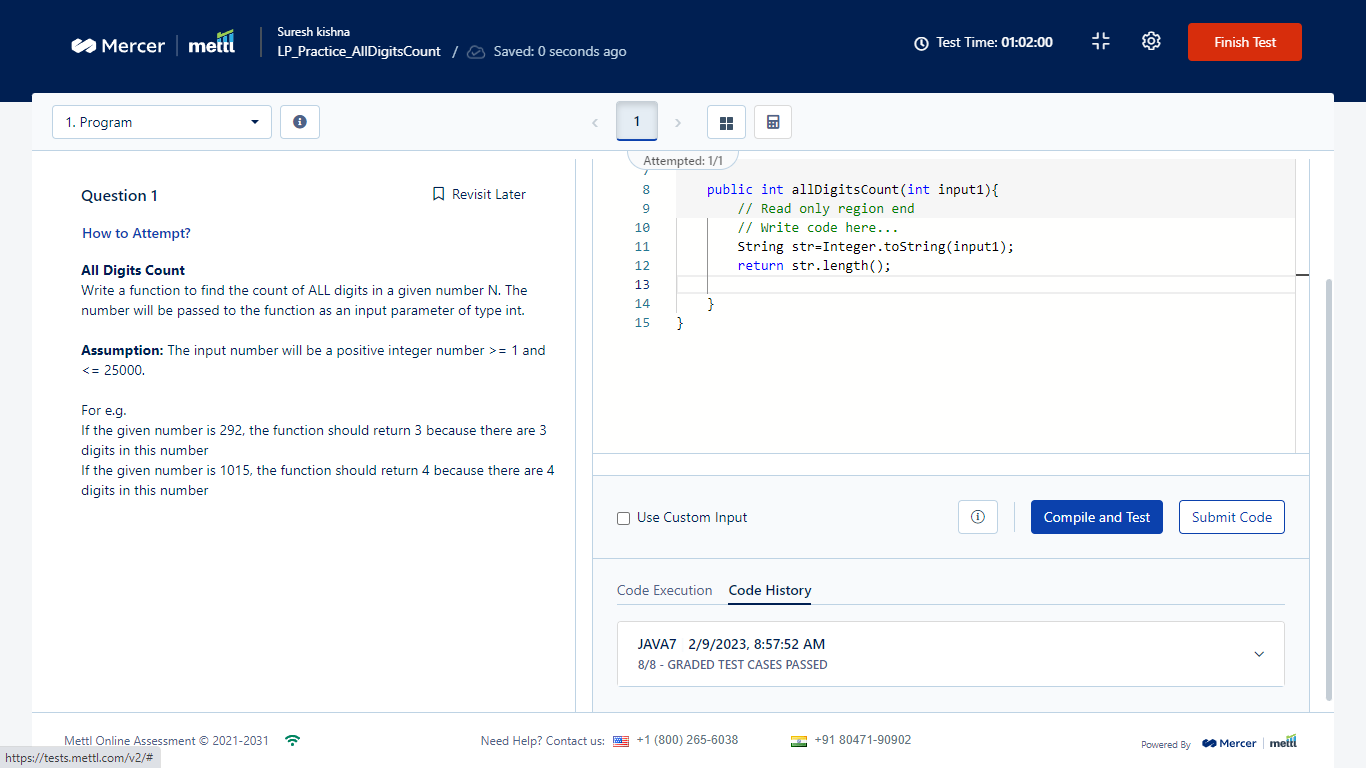 Mercer | mettl
Suresh kishna
LP_Practice_AllDigitsCount / Saved: 0 seconds ago
Test Time: 01:02:00
Finish Test
1. Program
1
Attempted: 1/1
Question 1
Revisit Later
How to Attempt?
All Digits Count
Write a function to find the count of ALL digits in a given number N. The
number will be passed to the function as an input parameter of type int.
Assumption: The input number will be a positive integer number >= 1 and
<= 25000.
For e.g.
If the given number is 292, the function should return 3 because there are 3
digits in this number
If the given number is 1015, the function should return 4 because there are 4
digits in this number
7
8 public int allDigitsCount(int input1){
9 // Read only region end
10 // Write code here...
11 String str=Integer.toString(input1);
12 return str.length();
13
14 }
15 }
Use Custom Input
Compile and Test
Submit Code
Code Execution
Code History
JAVA7 2/9/2023, 8:57:52 AM
8/8 - GRADED TEST CASES PASSED
Mettl Online Assessment © 2021-2031
Need Help? Contact us: +1 (800) 265-6038
+91 80471-90902
Powered By Mercer | mettl
https://tests.mettl.com/v2/#